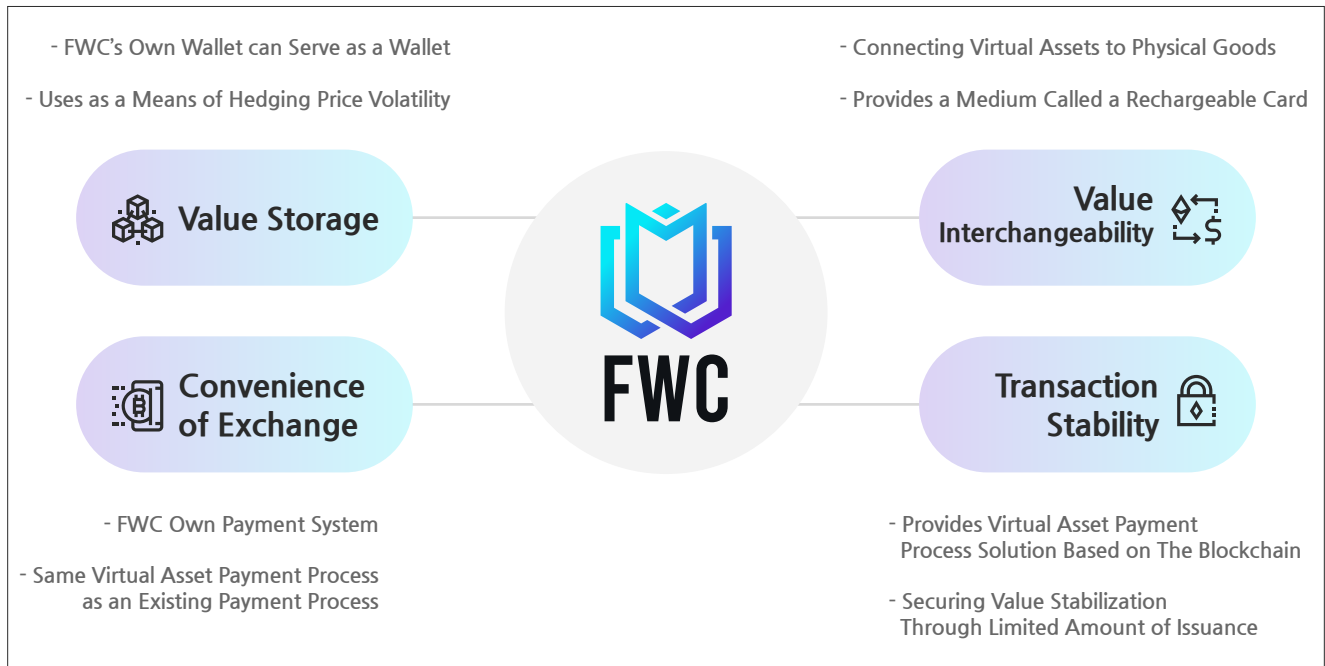 - FWC's Own Wallet can Serve as a Wallet
- Uses as a Means of Hedging Price Volatility
Value Storage
- Connecting Virtual Assets to Physical Goods
- Provides a Medium Called a Rechargeable Card
Value
Interchangeability
FWC
Convenience
of Exchange
- FWC Own Payment System
- Same Virtual Asset Payment Process
as an Existing Payment Process
Transaction
Stability
- Provides Virtual Asset Payment
Process Solution Based on The Blockchain
- Securing Value Stabilization
Through Limited Amount of Issuance